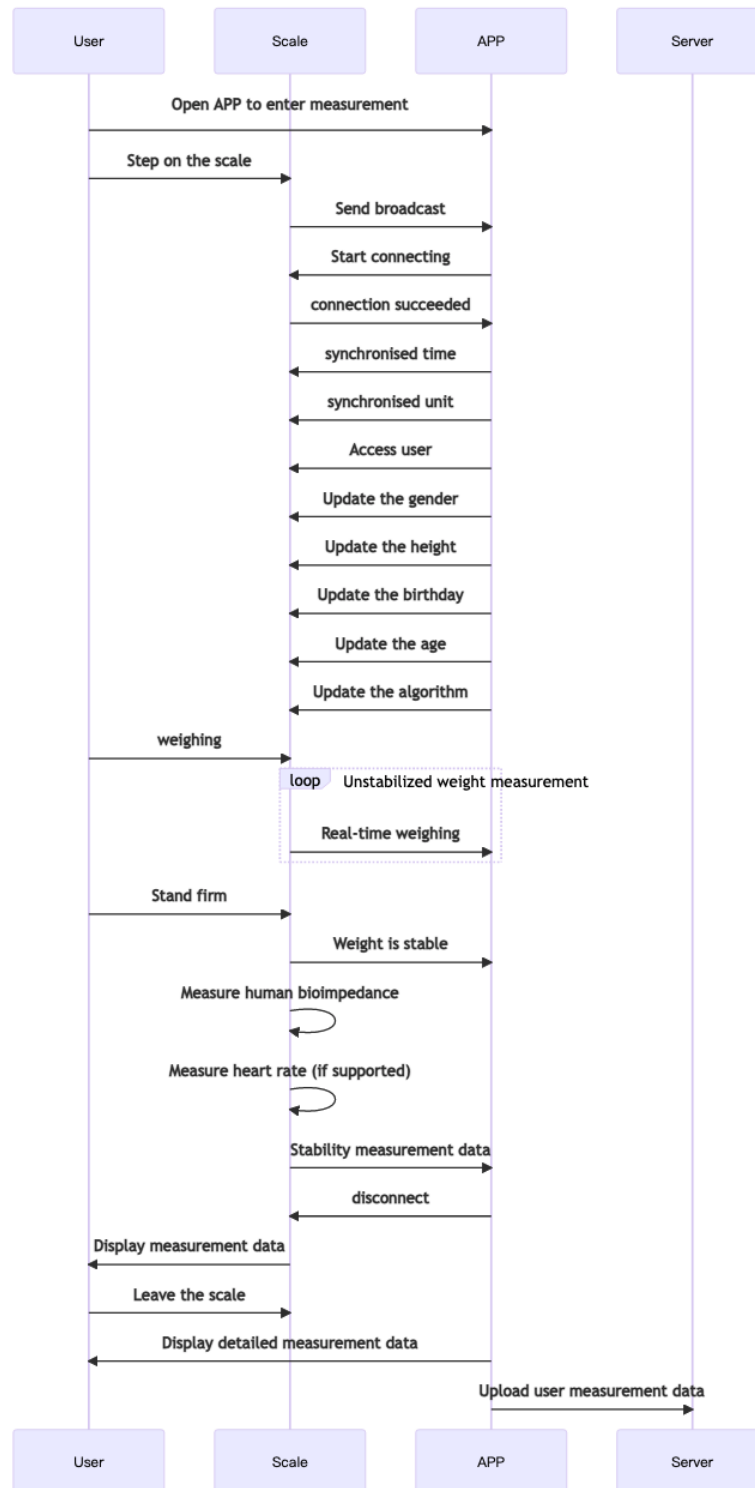 User
Scale
APP
Server
Open APP to enter measurement
Step on the scale
Send broadcast
Start connecting
connection succeeded
synchronised time
synchronised unit
Access user
Update the gender
Update the height
Update the birthday
Update the age
Update the algorithm
weighing
loop Unstabilized weight measurement
Real-time weighing
Stand firm
Weight is stable
Measure human bioimpedance
Measure heart rate (if supported)
Stability measurement data
disconnect
Display measurement data
Leave the scale
Display detailed measurement data
Upload user measurement data
User
Scale
APP
Server